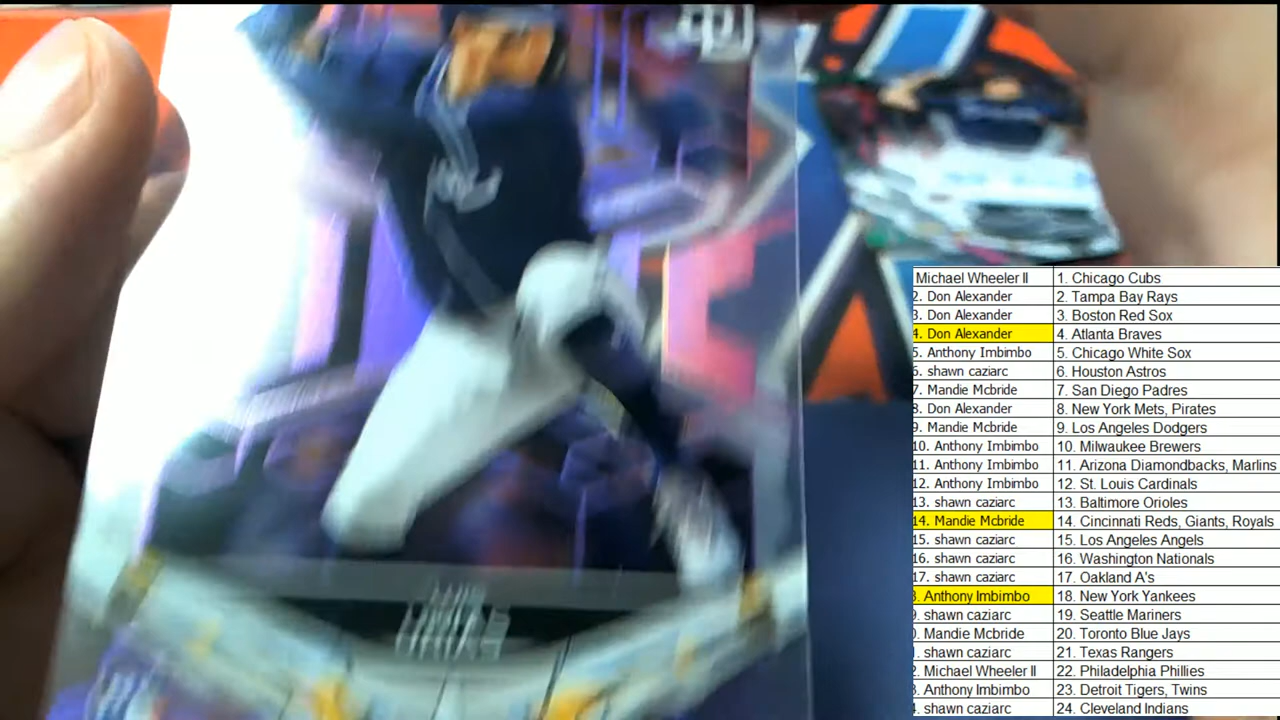 Michael Wheeler II 1. Chicago Cubs
2. Don Alexander 2. Tampa Bay Rays
3. Don Alexander 3. Boston Red Sox
4. Don Alexander 4. Atlanta Braves
5. Anthony Imbimbo 5. Chicago White Sox
6. shawn caziarc 6. Houston Astros
7. Mandie Mcbride 7. San Diego Padres
8. Don Alexander 8. New York Mets, Pirates
9. Mandie Mcbride 9. Los Angeles Dodgers
10. Anthony Imbimbo 10. Milwaukee Brewers
11. Anthony Imbimbo 11. Arizona Diamondbacks, Marlins
12. Anthony Imbimbo 12. St. Louis Cardinals
13. shawn caziarc 13. Baltimore Orioles
14. Mandie Mcbride 14. Cincinnati Reds, Giants, Royals
15. shawn caziarc 15. Los Angeles Angels
16. shawn caziarc 16. Washington Nationals
17. shawn caziarc 17. Oakland A's
3. Anthony Imbimbo 18. New York Yankees
shawn caziarc 19. Seattle Mariners
Mandie Mcbride 20. Toronto Blue Jays
shawn caziarc 21. Texas Rangers
Michael Wheeler II 22. Philadelphia Phillies
Anthony Imbimbo 23. Detroit Tigers, Twins
shawn caziarc 24. Cleveland Indians